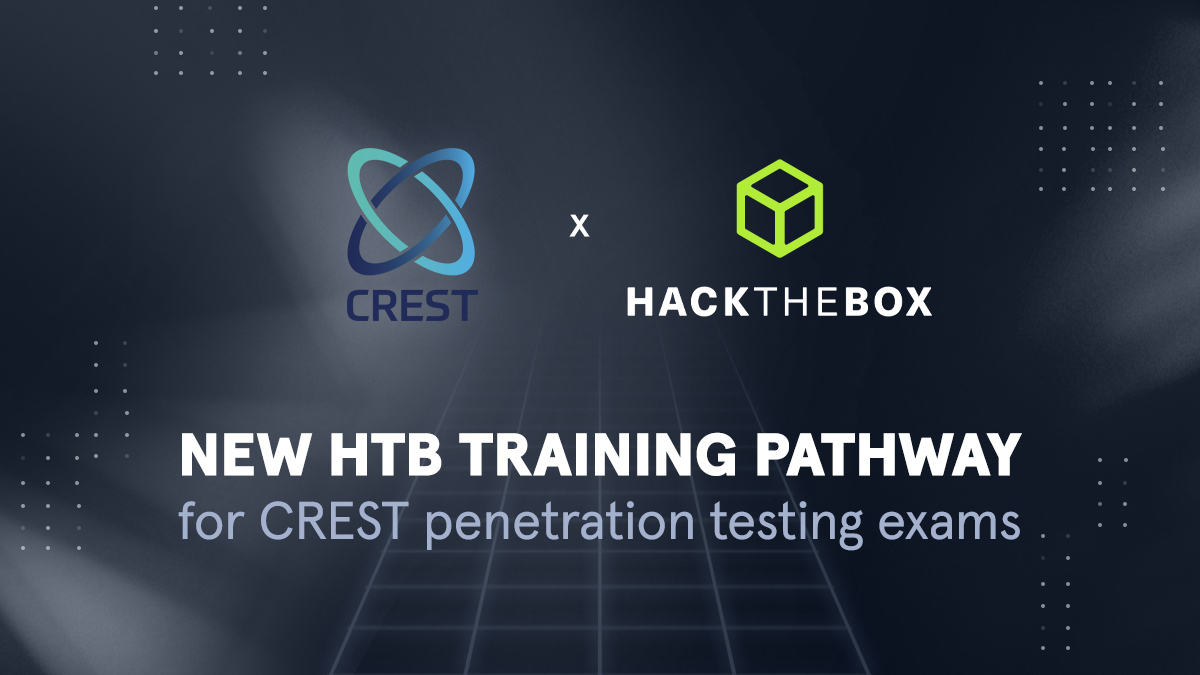 CREST
x
HACKTHEBOX
NEW HTB TRAINING PATHWAY
for CREST penetration testing exams